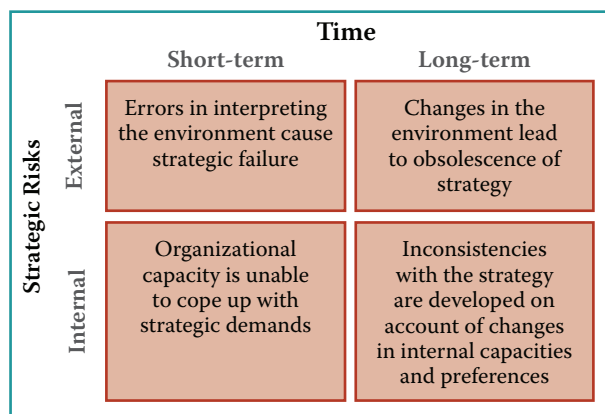 Time
Short-term
Long-term
Strategic Risks
External
Errors in interpreting
the environment cause
strategic failure
Changes in the
environment lead
to obsolescence of
strategy
Internal
Organizational
capacity is unable
to cope up with
strategic demands
Inconsistencies
with the strategy
are developed on
account of changes
in internal capacities
and preferences